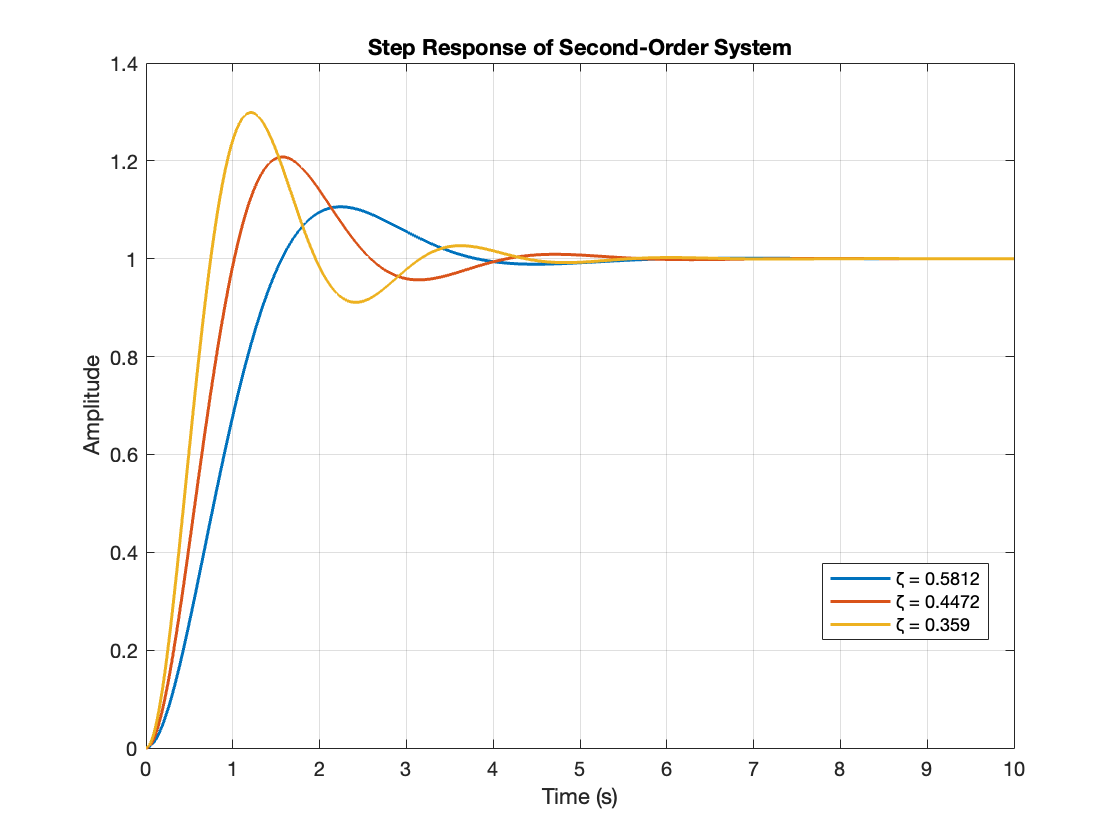 Step Response of Second-Order System
1.4
1.2
1
0.8
0.6
0.4
0.2
0
Amplitude
ζ = 0.5812
ζ = 0.4472
ζ = 0.359
0 1 2 3 4 5 6 7 8 9 10
Time (s)